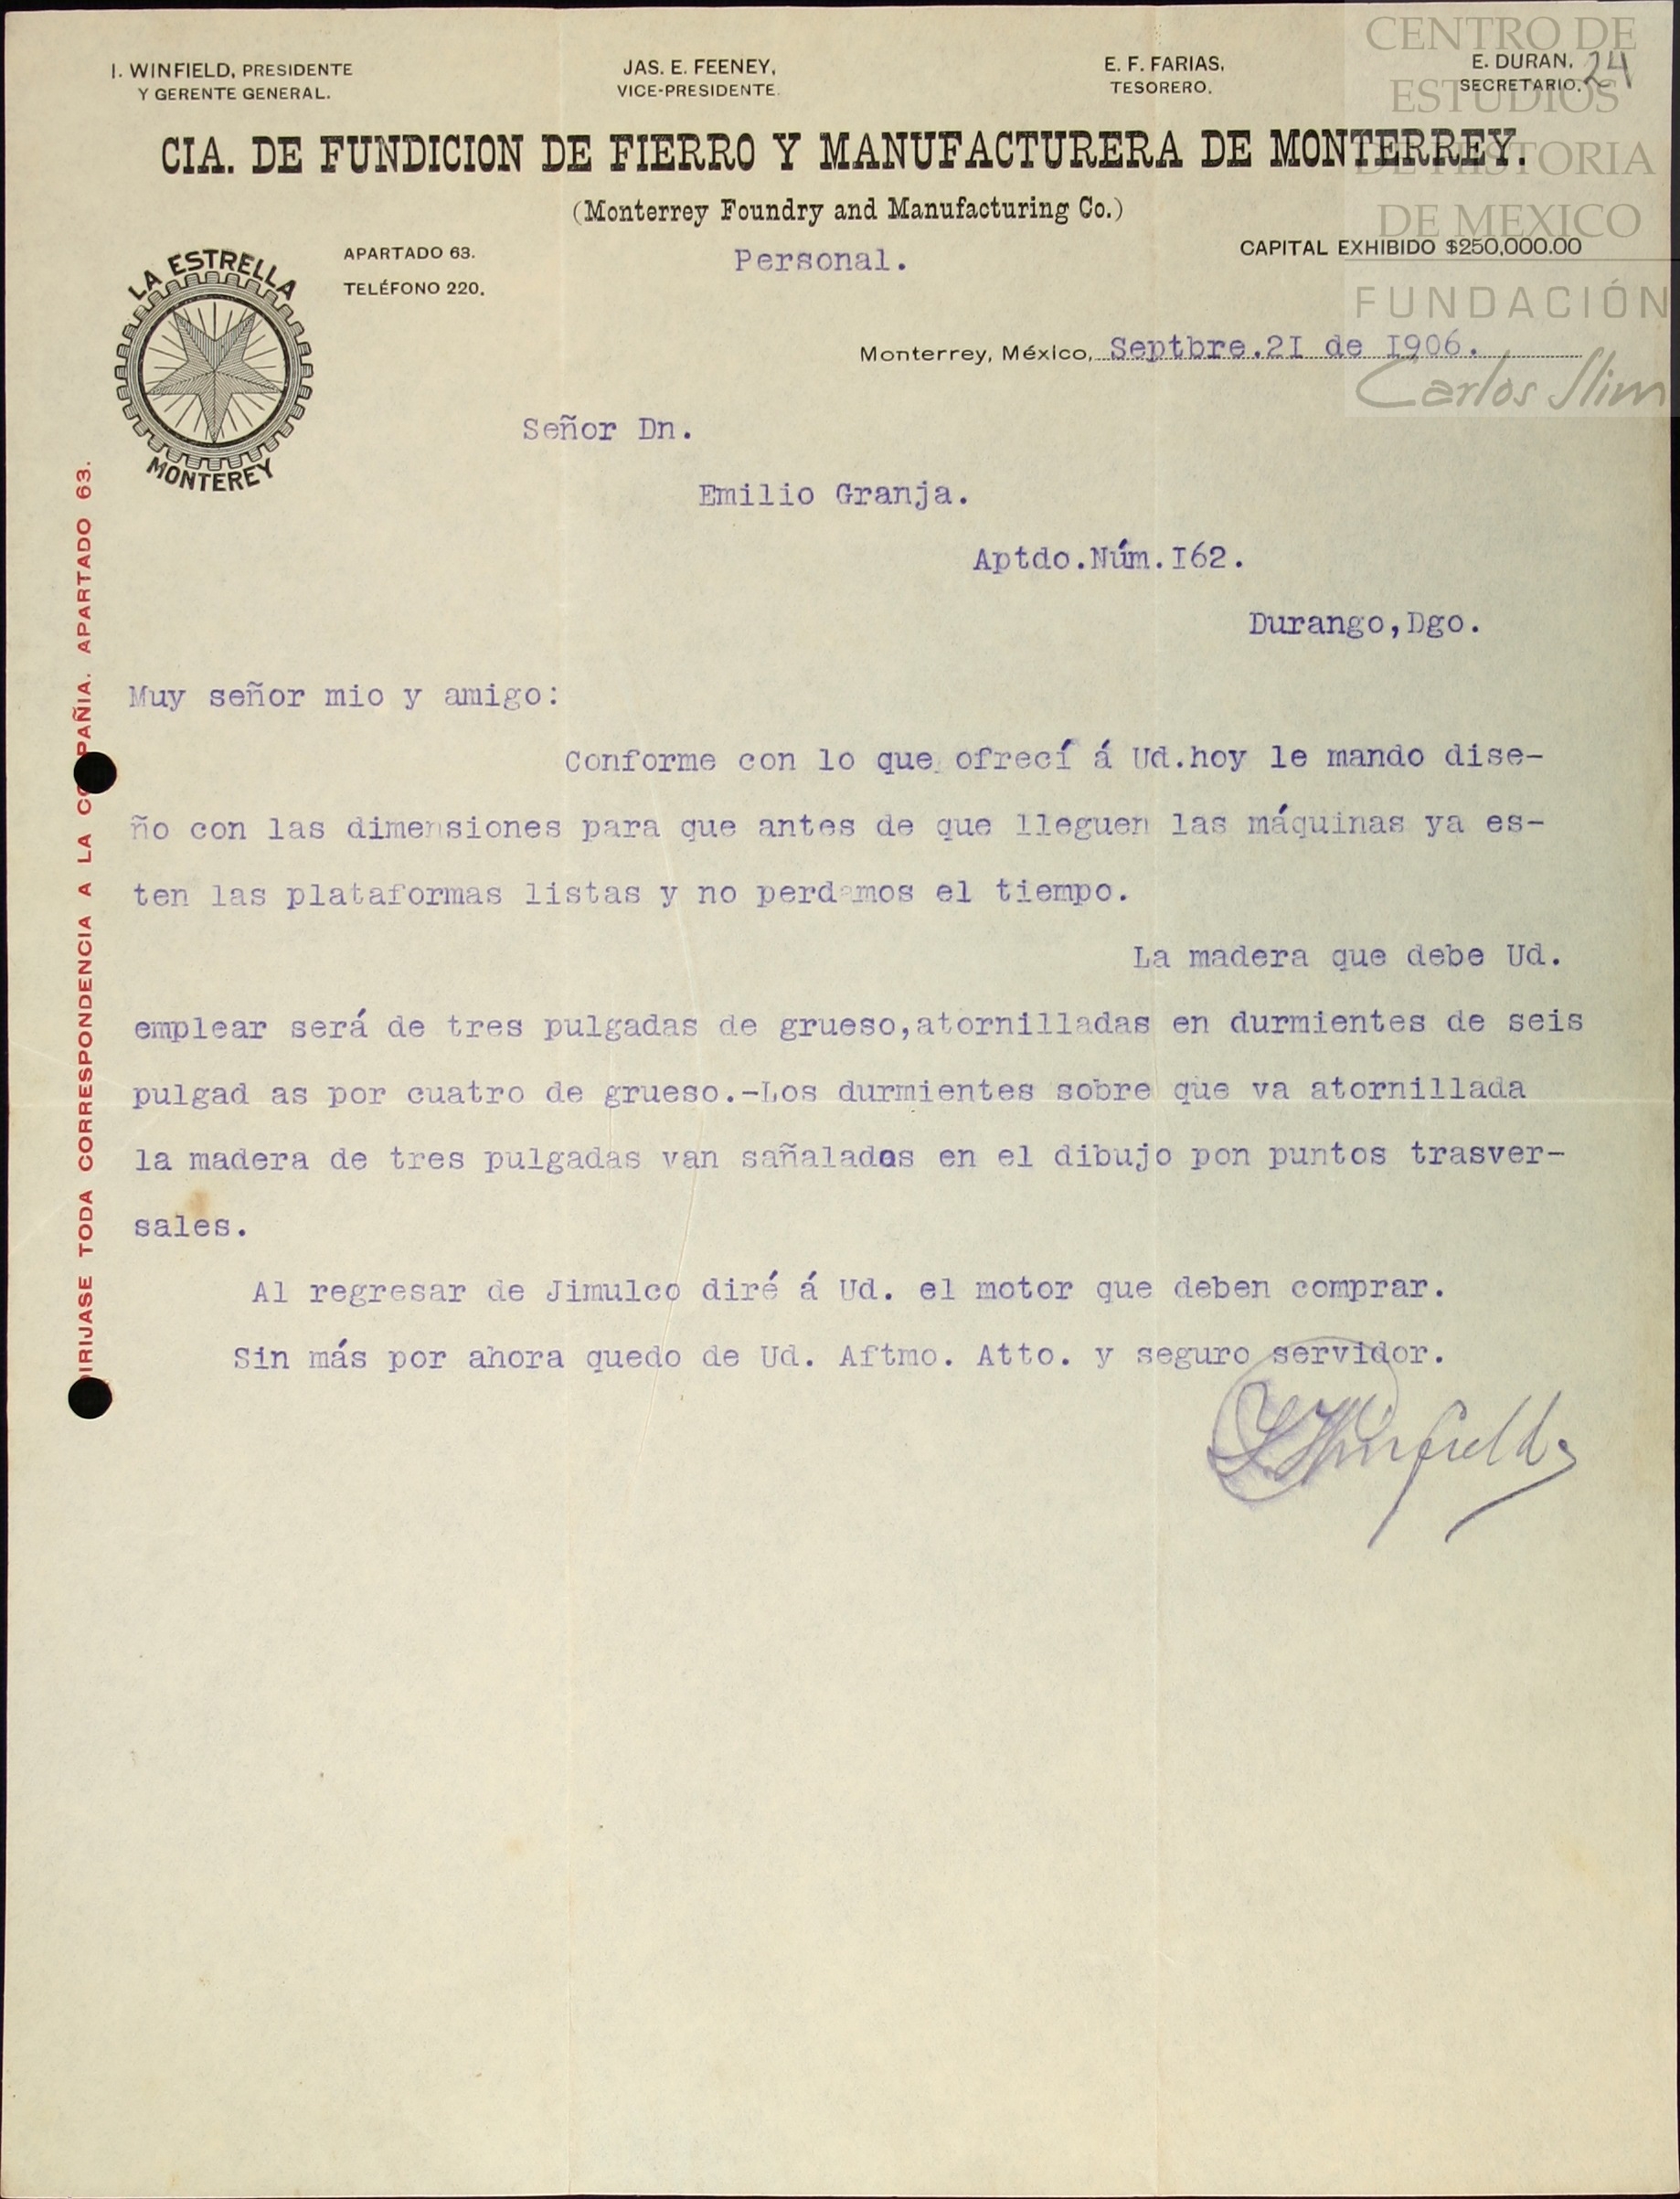 I. WINFIELD, PRESIDENTE
Y GERENTE GENERAL.
JAS. E. FEENEY,
VICE-PRESIDENTE.
E. F. FARIAS,
TESORERO.
E. DURAN,
SECRETARIO.
24
CENTRO DE
ESTUDIOS
DE HISTORIA
DE MEXICO
FUNDACIÓN
Carlos Slim
CIA. DE FUNDICION DE FIERRO Y MANUFACTURERA DE MONTERREY.
(Monterrey Foundry and Manufacturing Co.)
LA ESTRELLA
MONTEREY
APARTADO 63.
TELÉFONO 220.
Personal.
CAPITAL EXHIBIDO $250,000.00
Monterrey, México, Septbre.2I de I906.
Señor Dn.
Emilio Granja.
Aptdo.Núm.I62.
Durango,Dgo.
Muy señor mio y amigo:
Conforme con lo que ofrecí á Ud.hoy le mando dise-
ño con las dimensiones para que antes de que lleguen las máquinas ya es-
ten las plataformas listas y no perdamos el tiempo.
La madera que debe Ud.
emplear será de tres pulgadas de grueso,atornilladas en durmientes de seis
pulgad as por cuatro de grueso.-Los durmientes sobre que va atornillada
la madera de tres pulgadas van sañalados en el dibujo pon puntos trasver-
sales.
Al regresar de Jimulco diré á Ud. el motor que deben comprar.
Sin más por ahora quedo de Ud. Aftmo. Atto. y seguro servidor.
I. Winfield
DIRIJASE TODA CORRESPONDENCIA A LA COMPAÑIA. APARTADO 63.